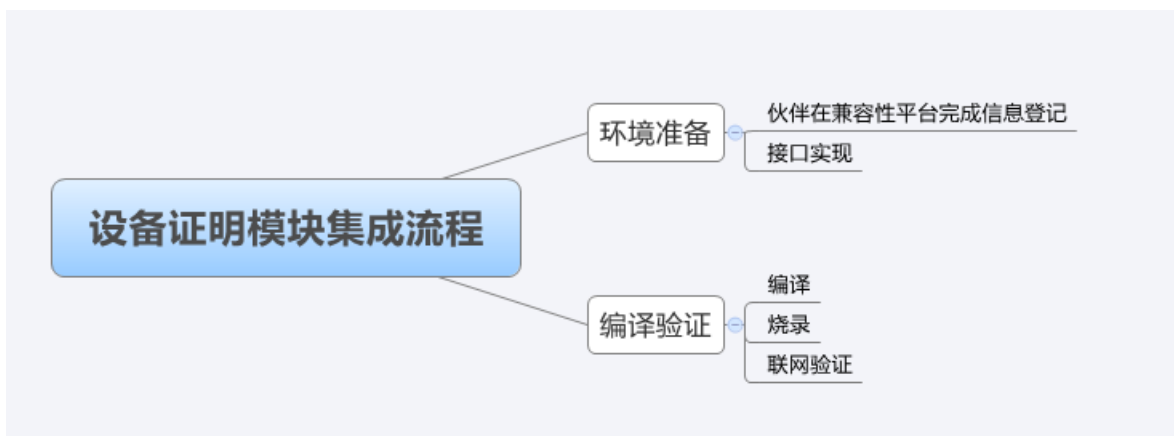 设备证明模块集成流程
环境准备
伙伴在兼容性平台完成信息登记
接口实现
编译验证
编译
烧录
联网验证